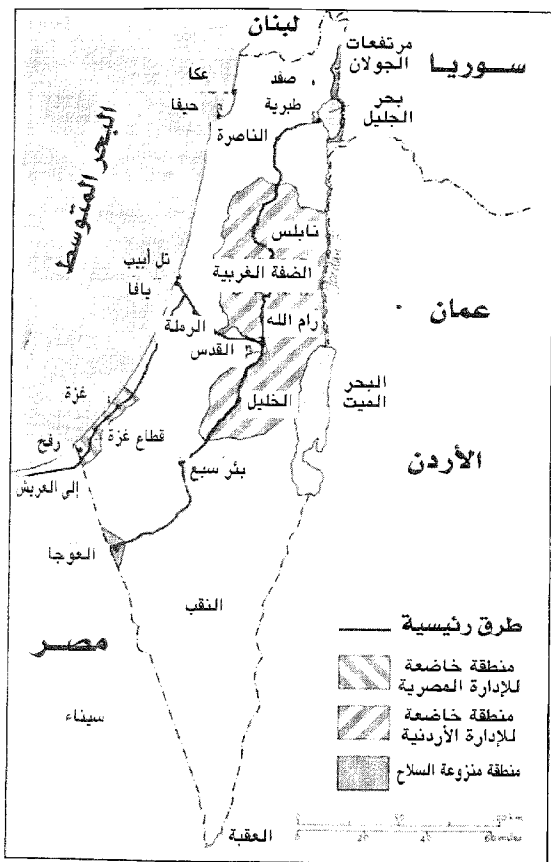 لبنان
مرتفعات
الجولان
سوريا
عكا
صفد
حيفا
طبرية
بحر
الجليل
الناصرة
البحر المتوسط
نابلس
تل أبيب
الضفة الغربية
يافا
عمان
الرملة
رام الله
القدس
البحر
الميت
غزة
الخليل
قطاع غزة
رفح
بئر سبع
الأردن
إلى العريش
العوجا
النقب
طرق رئيسية
مصر
منطقة خاضعة
للإدارة المصرية
سيناء
منطقة خاضعة
للإدارة الأردنية
منطقة منزوعة السلاح
العقبة